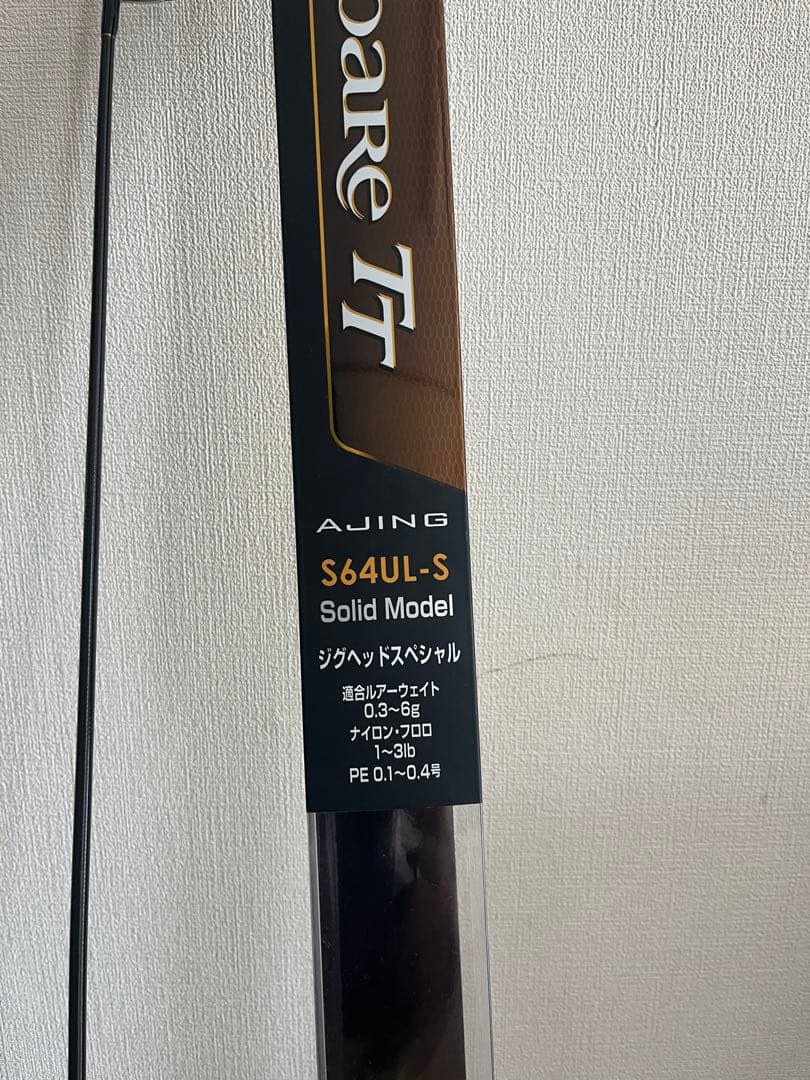 TT
AJING
S64UL-S
Solid Model
ジグヘッドスペシャル
適合ルアーウェイト
0.3～6g
ナイロン・フロロ
1～3lb
PE 0.1～0.4号